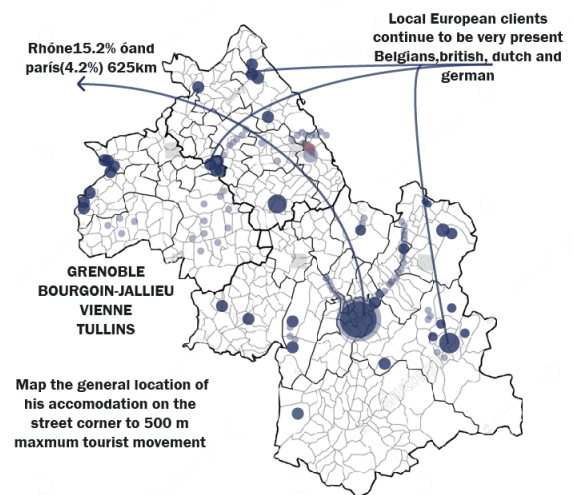 Local European clients
continue to be very present
Belgians,british, dutch and
german
Rhóne15.2% óand
parís(4.2%) 625km
GRENOBLE
BOURGOIN-JALLIEU
VIENNE
TULLINS
Map the general location of
his accomodation on the
street corner to 500 m
maxmum tourist movement